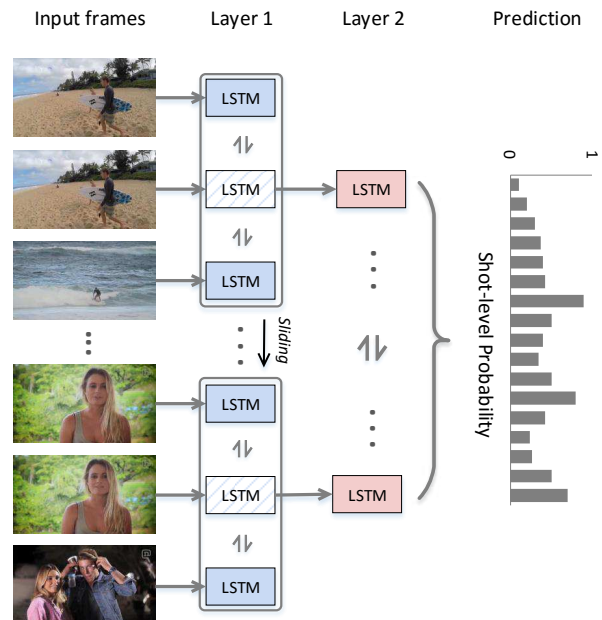 Input frames
Layer 1
Layer 2
Prediction
LSTM
LSTM
LSTM
LSTM
LSTM
Sliding
LSTM
LSTM
LSTM
LSTM
0
1
Shot-level Probability